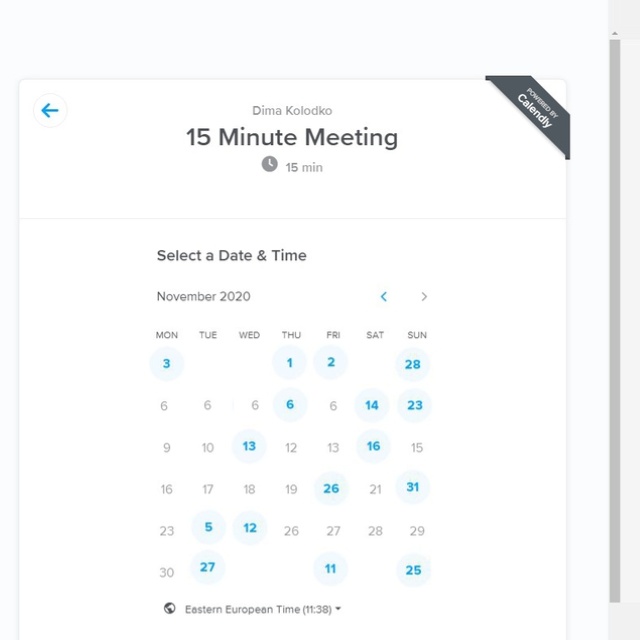 Dima Kolodko
POWERED BY
Calendly
15 Minute Meeting
15 min
Select a Date & Time
November 2020
MON TUE WED THU FRI SAT SUN
3 1 2 28
6 6 6 6 6 14 23
9 10 13 12 13 16 15
16 17 18 19 26 21 31
23 5 12 26 27 28 29
30 27 11 25
Eastern European Time (11:38)